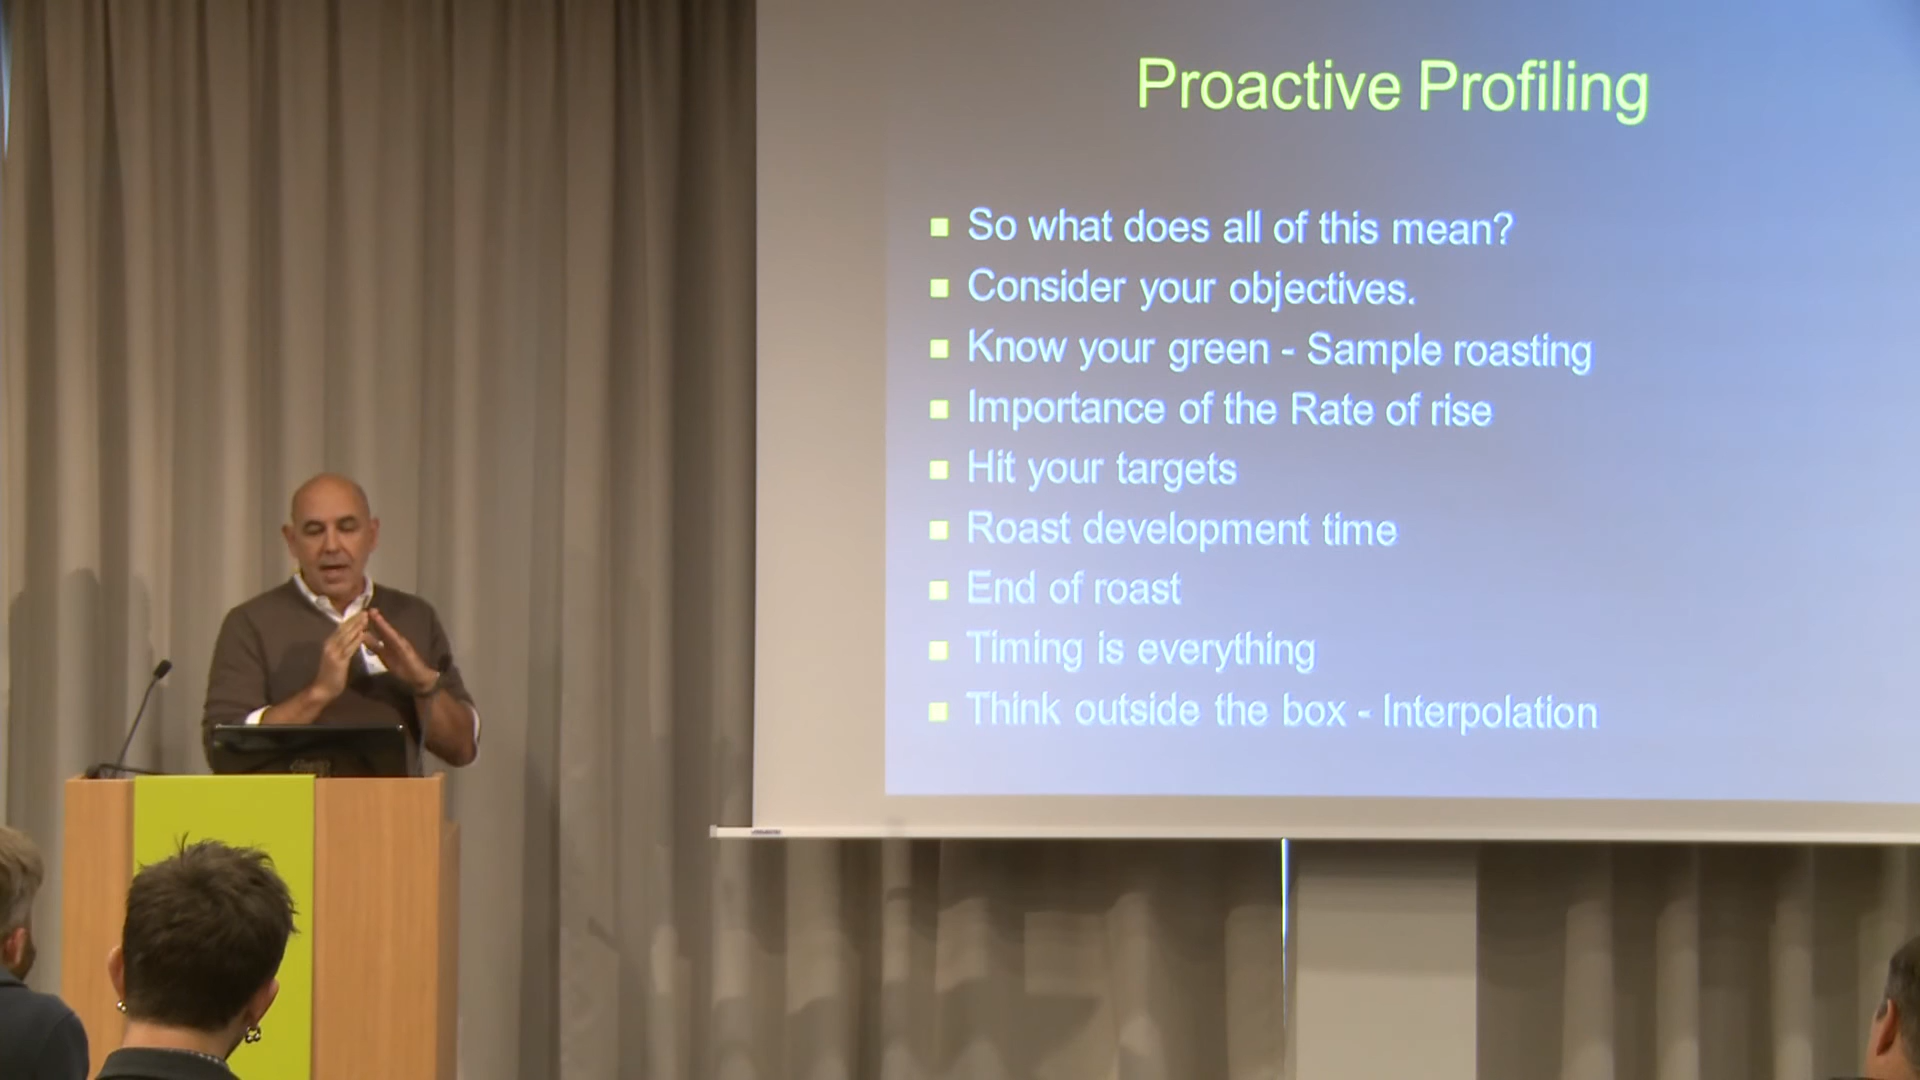 Proactive Profiling
So what does all of this mean?
Consider your objectives.
Know your green - Sample roasting
Importance of the Rate of rise
Hit your targets
Roast development time
End of roast
Timing is everything
Think outside the box - Interpolation